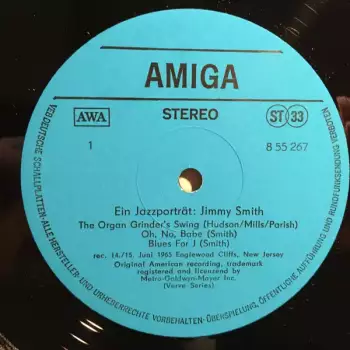 AMIGA
AWA
STEREO
ST 33
1
8 55 267
Ein Jazzporträt: Jimmy Smith
The Organ Grinder's Swing (Hudson/Mills/Parish)
Oh, No, Babe (Smith)
Blues For J (Smith)
rec. 14./15. Juni 1965 Englewood Cliffs, New Jersey
Original American recording, trademark
registered and licensend by
Metro-Goldwyn-Mayer Inc.
(Verve Series)
VEB DEUTSCHE SCHALLPLATTEN · ALLE HERSTELLER- UND URHEBERRECHTE VORBEHALTEN · ÜBERSPIELUNG, ÖFFENTLICHE AUFFÜHRUNG UND RUNDFUNKSENDUNG VERBOTEN